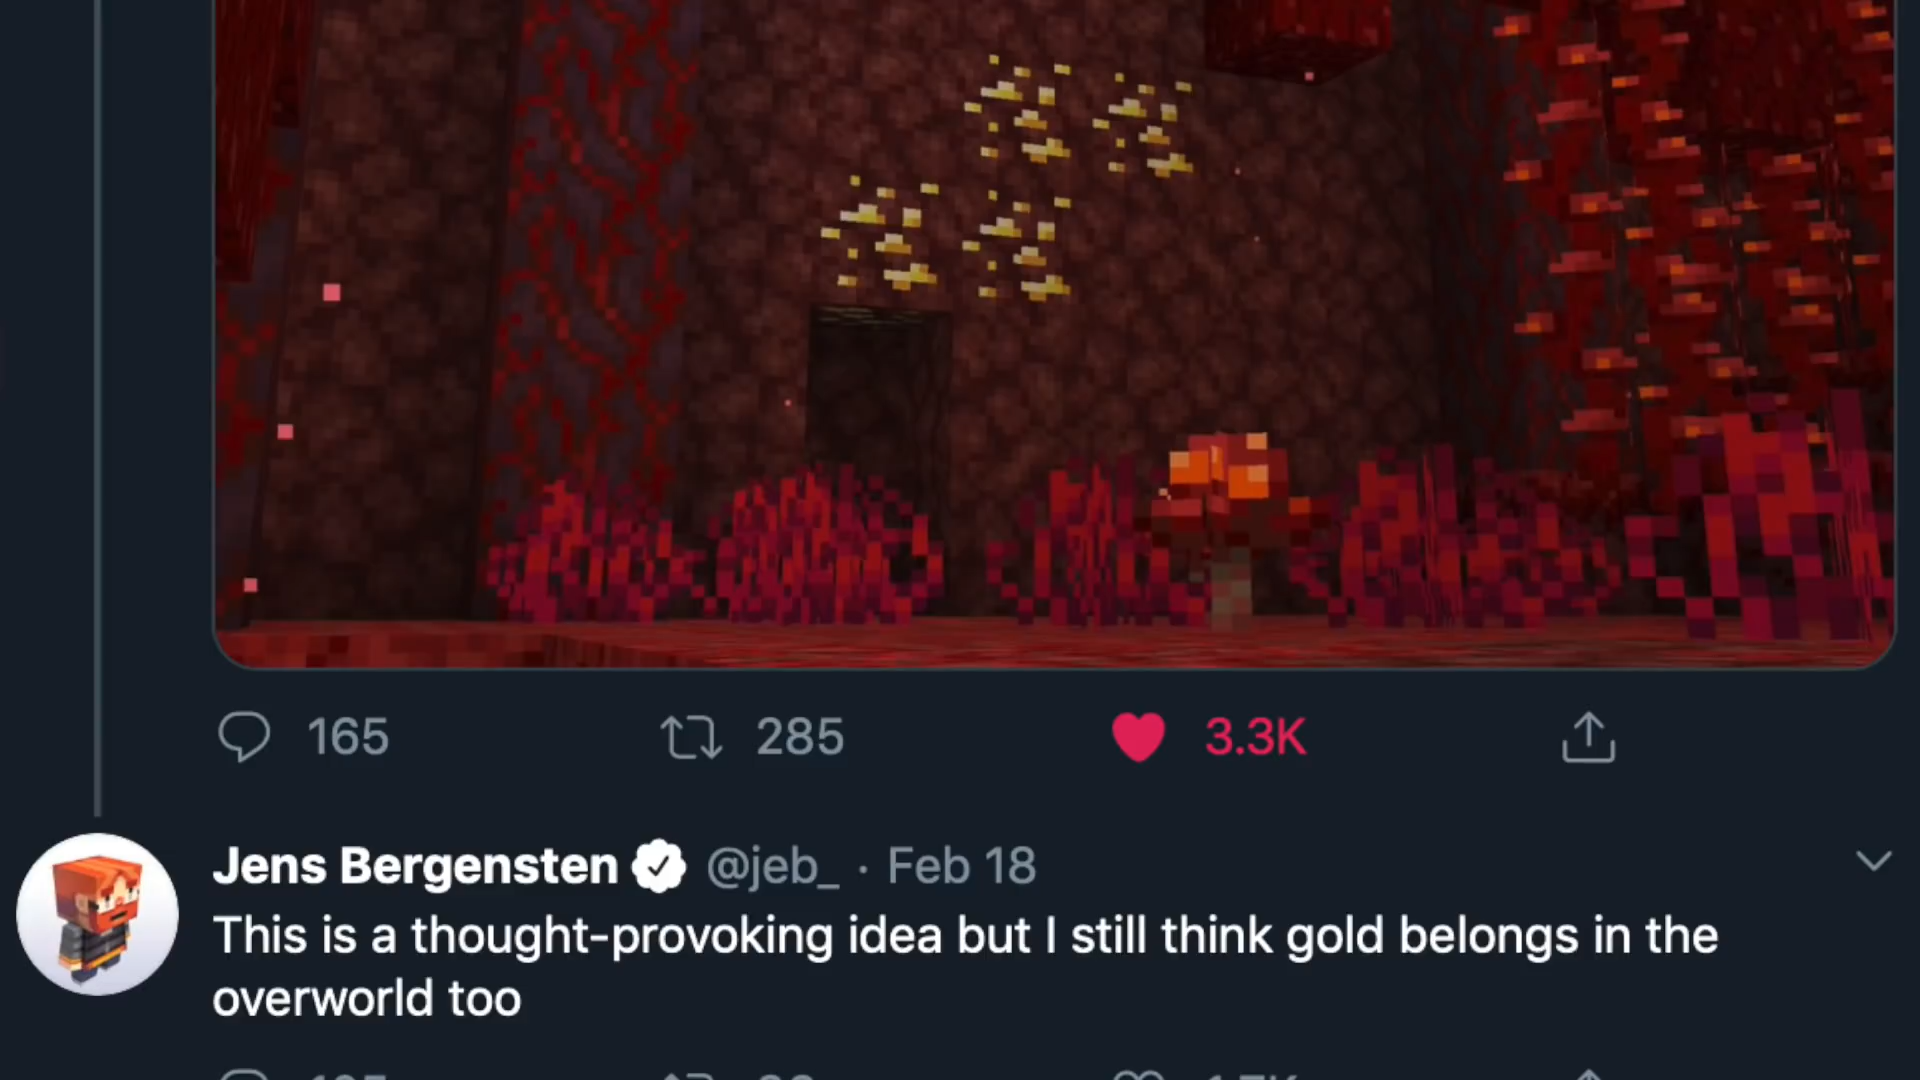 165 285 3.3K
Jens Bergensten @jeb_ · Feb 18
This is a thought-provoking idea but I still think gold belongs in the
overworld too